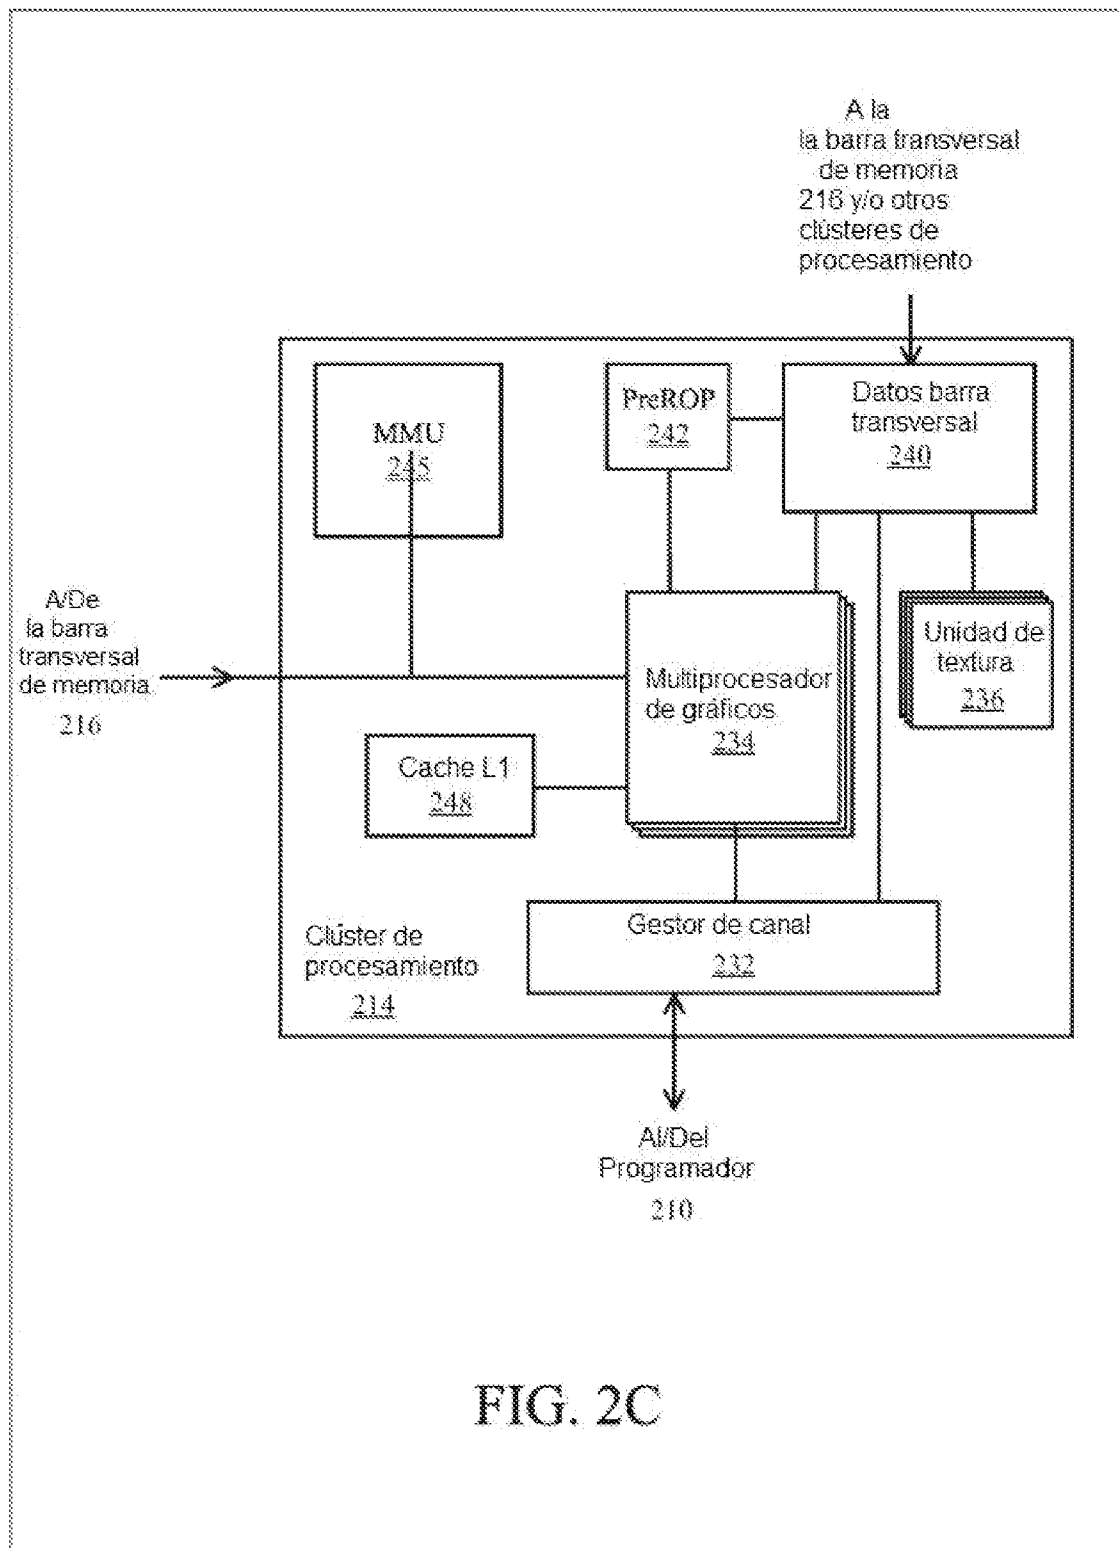 A la
la barra transversal
de memoria
216 y/o otros
clústeres de
procesamiento
MMU
245
PreROP
242
Datos barra
transversal
240
A/De
la barra
transversal
de memoria
216
Multiprocesador
de gráficos
234
Unidad de
textura
236
Cache L1
248
Gestor de canal
232
Clúster de
procesamiento
214
Al/Del
Programador
210
FIG. 2C